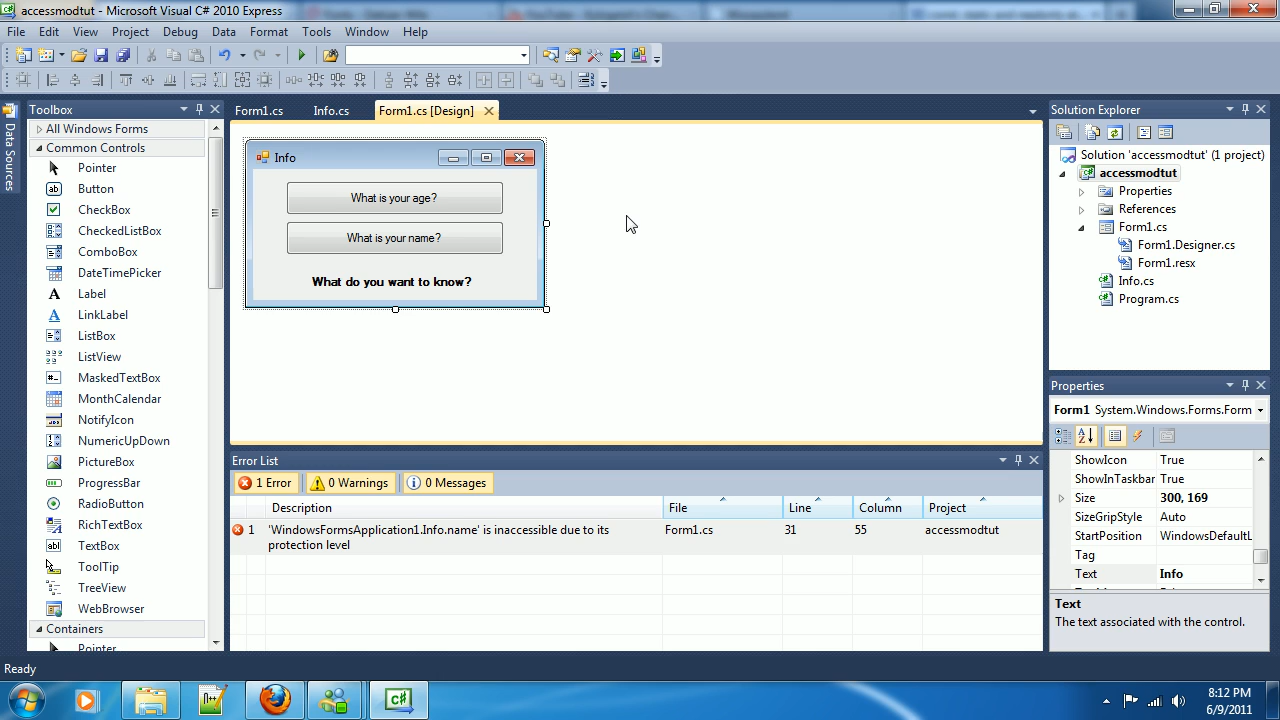 accessmodtut - Microsoft Visual C# 2010 Express
File Edit View Project Debug Data Format Tools Window Help
Data Sources
Toolbox
All Windows Forms
Common Controls
Pointer
Button
CheckBox
CheckedListBox
ComboBox
DateTimePicker
Label
LinkLabel
ListBox
ListView
MaskedTextBox
MonthCalendar
NotifyIcon
NumericUpDown
PictureBox
ProgressBar
RadioButton
RichTextBox
TextBox
ToolTip
TreeView
WebBrowser
Containers
Pointer
Form1.cs Info.cs Form1.cs [Design]
Info
What is your age?
What is your name?
What do you want to know?
Error List
1 Error 0 Warnings 0 Messages
Description File Line Column Project
1 'WindowsFormsApplication1.Info.name' is inaccessible due to its Form1.cs 31 55 accessmodtut
protection level
Solution Explorer
Solution 'accessmodtut' (1 project)
accessmodtut
Properties
References
Form1.cs
Form1.Designer.cs
Form1.resx
Info.cs
Program.cs
Properties
Form1 System.Windows.Forms.Form
ShowIcon True
ShowInTaskbar True
Size 300, 169
SizeGripStyle Auto
StartPosition WindowsDefaultL
Tag
Text Info
Text
The text associated with the control.
Ready
8:12 PM
6/9/2011